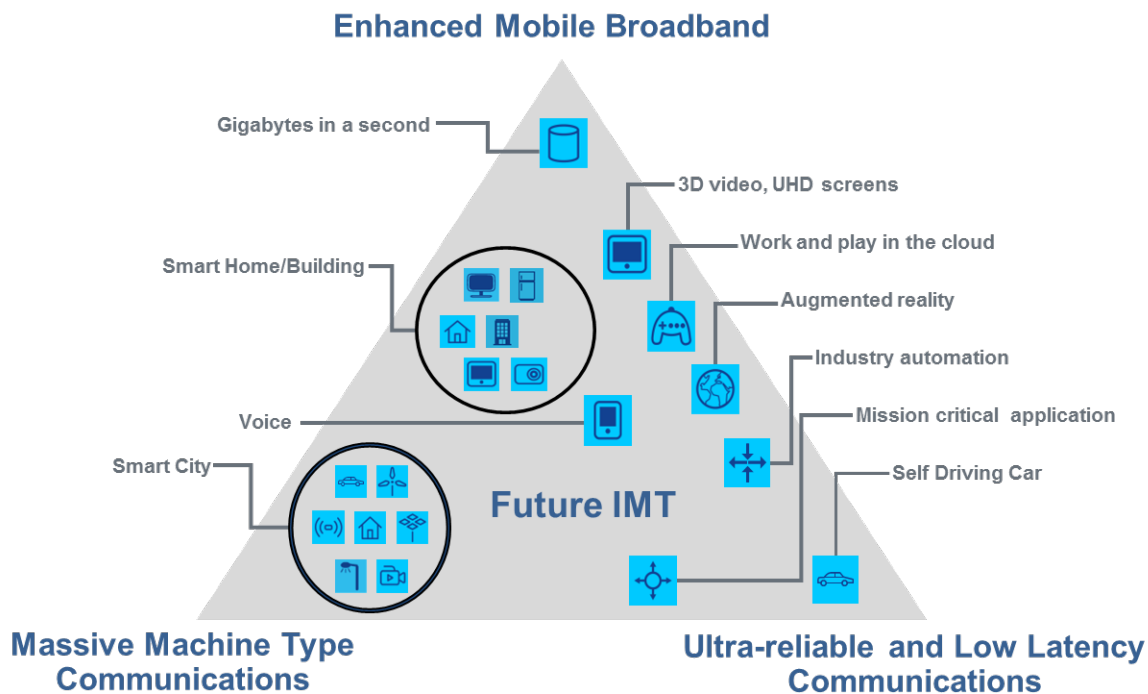 Enhanced Mobile Broadband
Gigabytes in a second
3D video, UHD screens
Work and play in the cloud
Smart Home/Building
Augmented reality
Industry automation
Mission critical application
Voice
Smart City
Self Driving Car
Future IMT
Massive Machine Type
Communications
Ultra-reliable and Low Latency
Communications